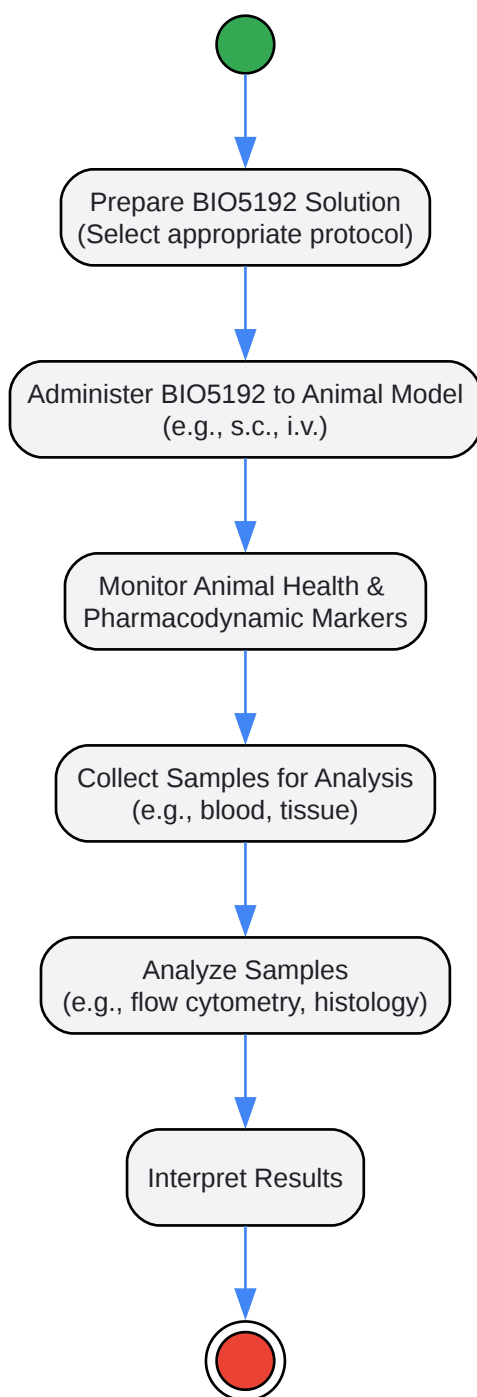 Prepare BIO5192 Solution
(Select appropriate protocol)
Administer BIO5192 to Animal Model
(e.g., s.c., i.v.)
Monitor Animal Health &
Pharmacodynamic Markers
Collect Samples for Analysis
(e.g., blood, tissue)
Analyze Samples
(e.g., flow cytometry, histology)
Interpret Results